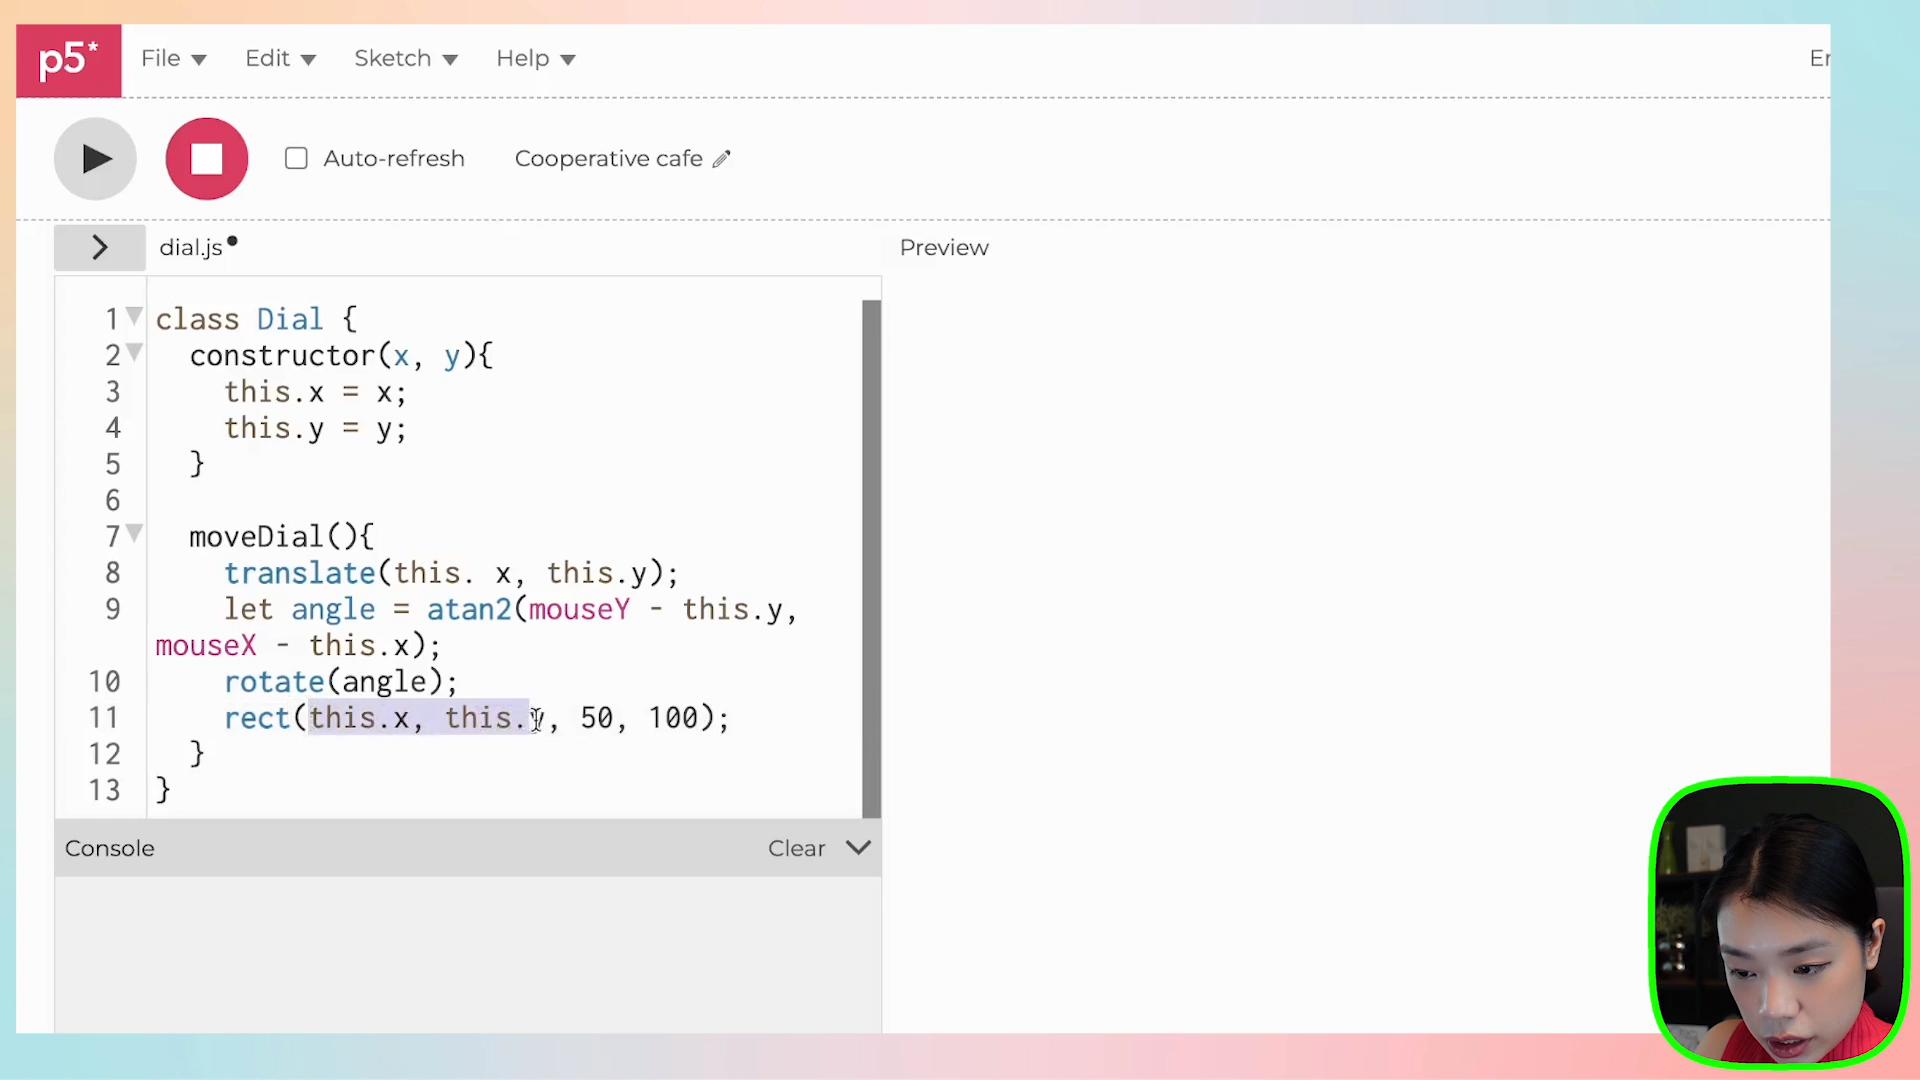 p5* File Edit Sketch Help Er
Auto-refresh Cooperative cafe
dial.js Preview
1 class Dial {
2 constructor(x, y){
3 this.x = x;
4 this.y = y;
5 }
6
7 moveDial(){
8 translate(this. x, this.y);
9 let angle = atan2(mouseY - this.y,
mouseX - this.x);
10 rotate(angle);
11 rect(this.x, this.y, 50, 100);
12 }
13 }
Console Clear